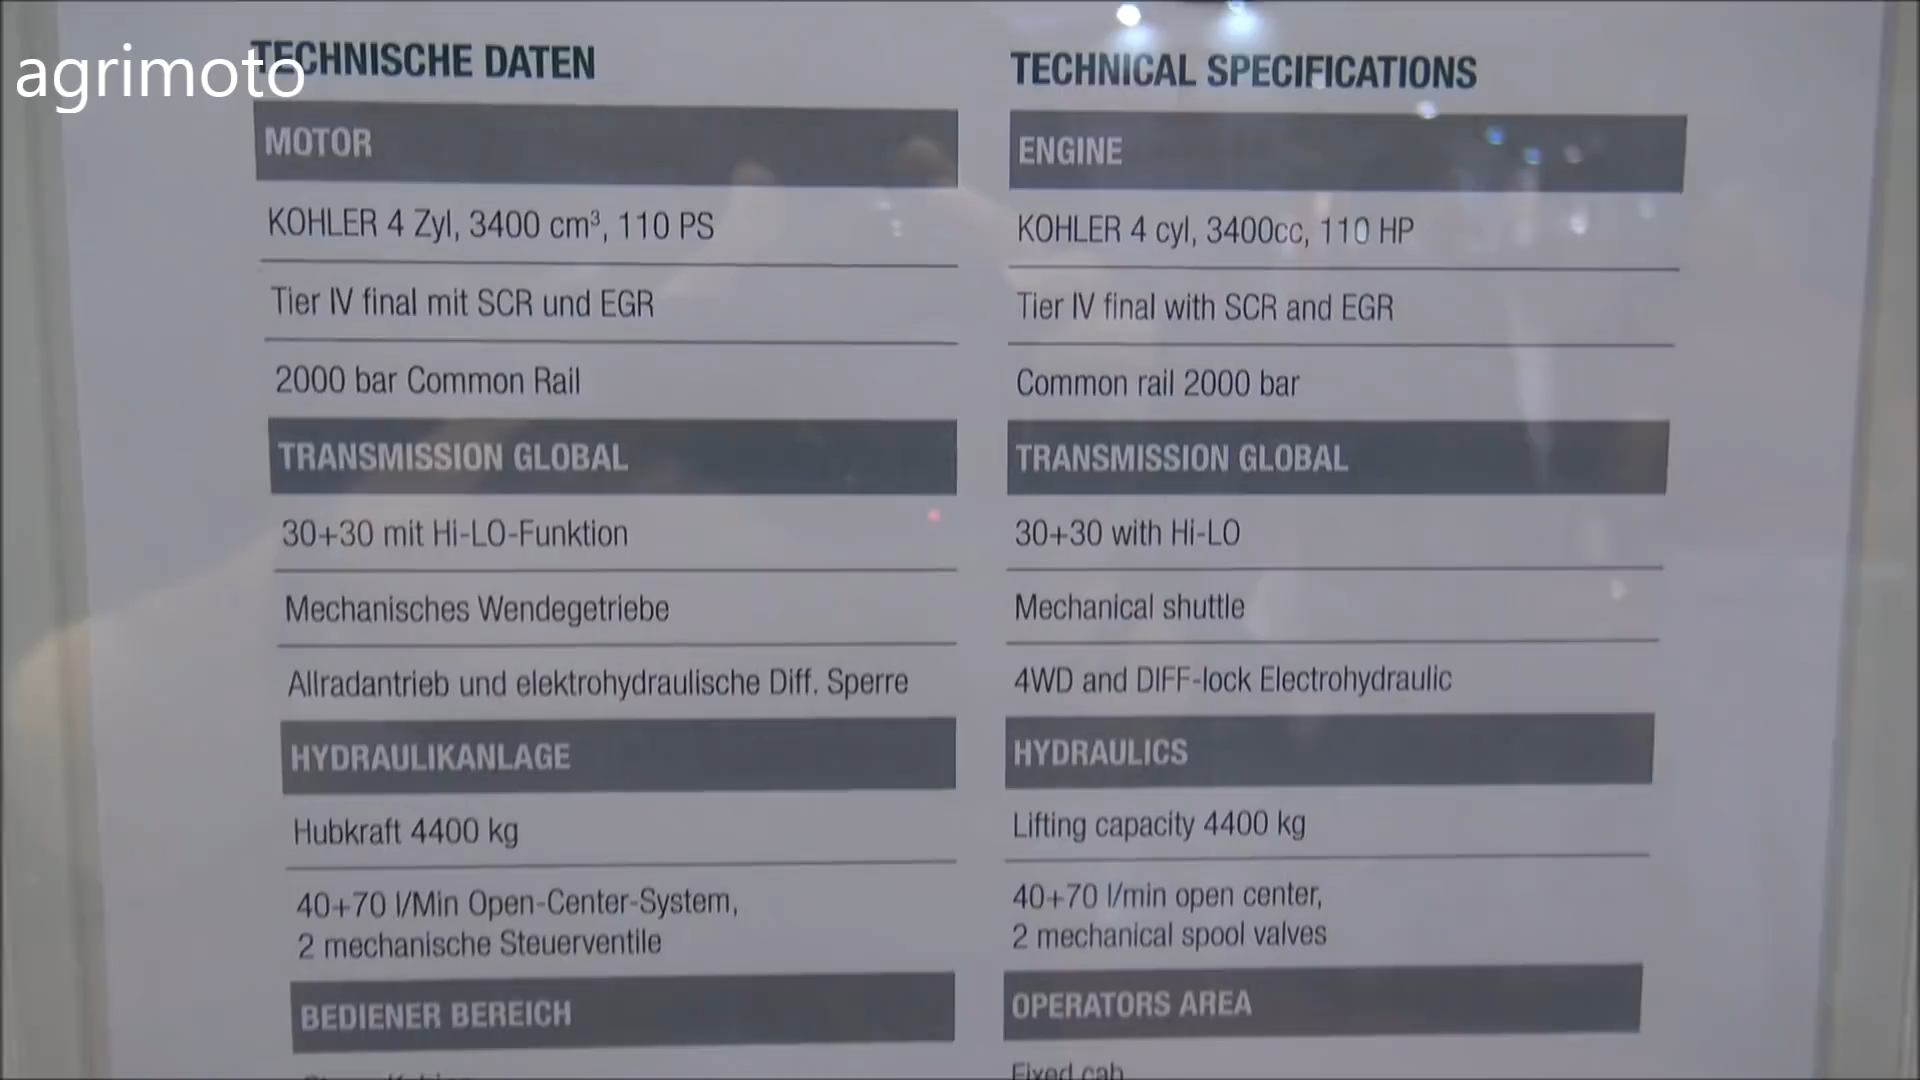 agrimoto
TECHNISCHE DATEN
MOTOR
KOHLER 4 Zyl, 3400 cm³, 110 PS
Tier IV final mit SCR und EGR
2000 bar Common Rail
TRANSMISSION GLOBAL
30+30 mit Hi-LO-Funktion
Mechanisches Wendegetriebe
Allradantrieb und elektrohydraulische Diff. Sperre
HYDRAULIKANLAGE
Hubkraft 4400 kg
40+70 l/Min Open-Center-System,
2 mechanische Steuerventile
BEDIENER BEREICH
TECHNICAL SPECIFICATIONS
ENGINE
KOHLER 4 cyl, 3400cc, 110 HP
Tier IV final with SCR and EGR
Common rail 2000 bar
TRANSMISSION GLOBAL
30+30 with Hi-LO
Mechanical shuttle
4WD and DIFF-lock Electrohydraulic
HYDRAULICS
Lifting capacity 4400 kg
40+70 l/min open center,
2 mechanical spool valves
OPERATORS AREA
Fixed cab